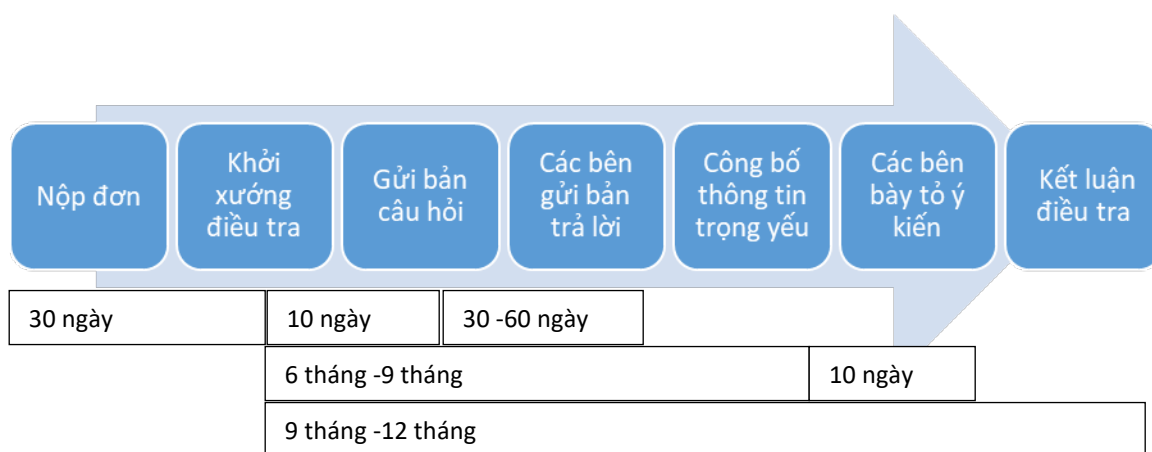 Nộp đơn
Khởi
xướng
điều tra
Gửi bản
câu hỏi
Các bên
gửi bản
trả lời
Công bố
thông tin
trọng yếu
Các bên
bày tỏ ý
kiến
Kết luận
điều tra
30 ngày
10 ngày
30 -60 ngày
6 tháng -9 tháng
10 ngày
9 tháng -12 tháng